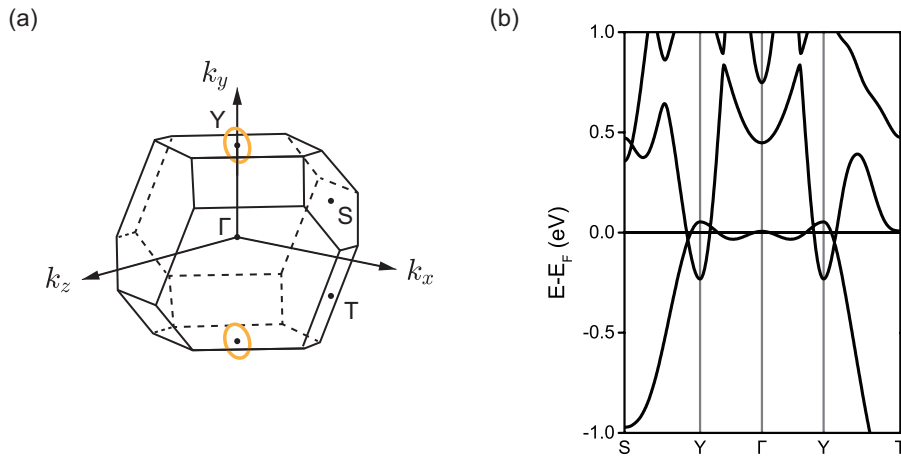 (a)
k_y
Y
Γ
S
k_z
k_x
T
(b)
E-E_F (eV)
1.0
0.5
0.0
-0.5
-1.0
S Y Γ Y T